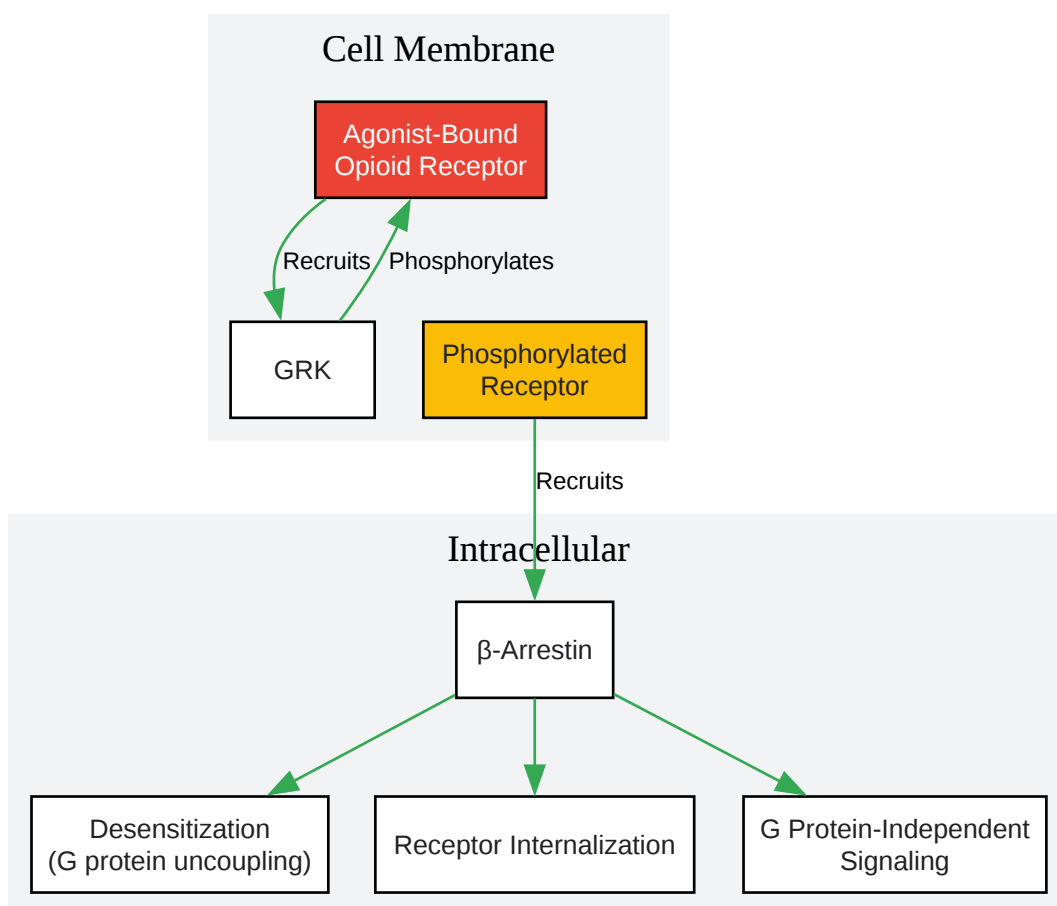 Cell Membrane
Agonist-Bound
Opioid Receptor
Recruits
Phosphorylates
GRK
Phosphorylated
Receptor
Recruits
Intracellular
β-Arrestin
Desensitization
(G protein uncoupling)
Receptor Internalization
G Protein-Independent
Signaling